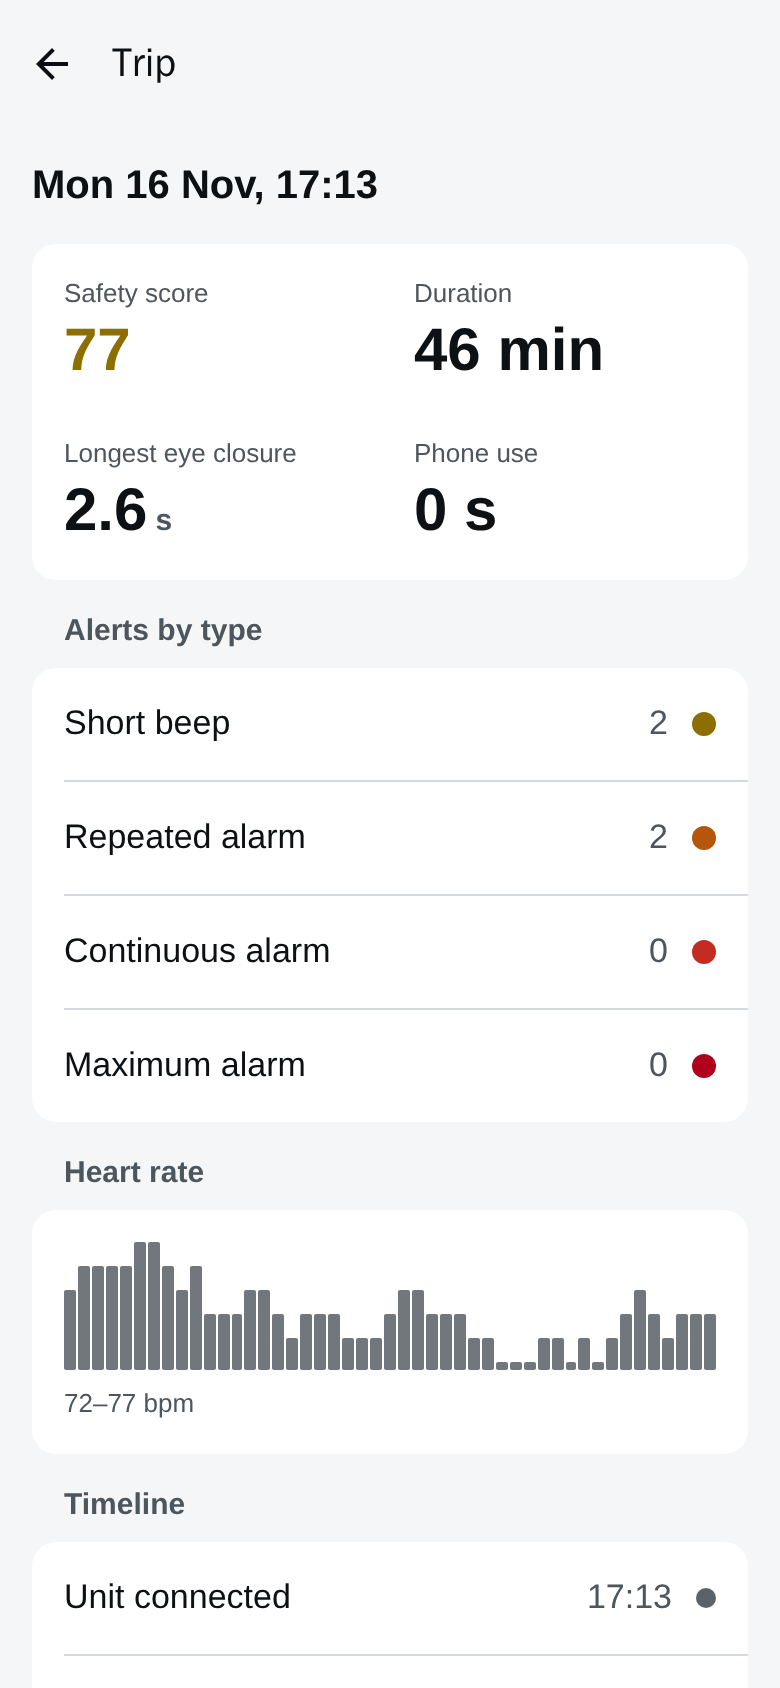 Trip
Mon 16 Nov, 17:13
Safety score
77
Duration
46 min
Longest eye closure
2.6 s
Phone use
0 s
Alerts by type
Short beep 2
Repeated alarm 2
Continuous alarm 0
Maximum alarm 0
Heart rate
72–77 bpm
Timeline
Unit connected 17:13